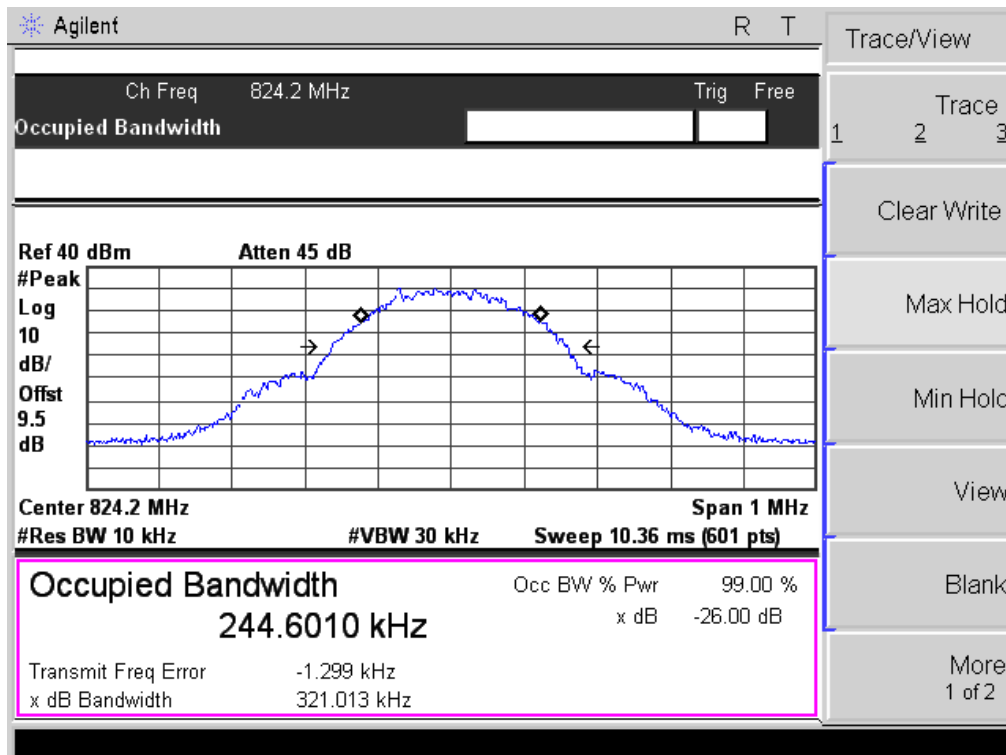 Agilent R T
Trace/View
Ch Freq 824.2 MHz Trig Free
Occupied Bandwidth
Trace
1 2 3
Clear Write
Ref 40 dBm Atten 45 dB
#Peak
Log
10
dB/
Offst
9.5
dB
Max Hold
Min Hold
Center 824.2 MHz Span 1 MHz
#Res BW 10 kHz #VBW 30 kHz Sweep 10.36 ms (601 pts)
View
Occupied Bandwidth Occ BW % Pwr 99.00 %
244.6010 kHz x dB -26.00 dB
Transmit Freq Error -1.299 kHz
x dB Bandwidth 321.013 kHz
Blank
More
1 of 2